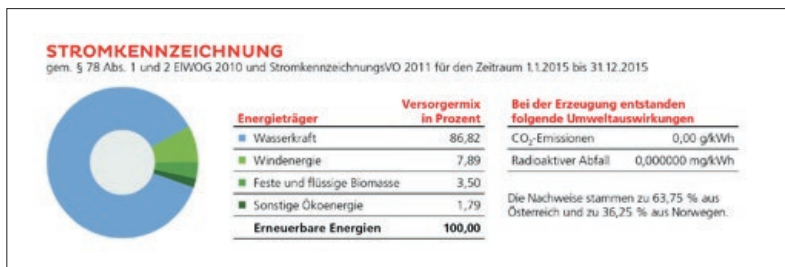 STROMKENNZEICHNUNG
gem. § 78 Abs. 1 und 2 ElWOG 2010 und StromkennzeichnungsVO 2011 für den Zeitraum 1.1.2015 bis 31.12.2015
Energieträger Versorgermix in Prozent
Wasserkraft 86,82
Windenergie 7,89
Feste und flüssige Biomasse 3,50
Sonstige Ökoenergie 1,79
Erneuerbare Energien 100,00
Bei der Erzeugung entstanden
folgende Umweltauswirkungen
CO₂-Emissionen 0,00 g/kWh
Radioaktiver Abfall 0,000000 mg/kWh
Die Nachweise stammen zu 63,75 % aus
Österreich und zu 36,25 % aus Norwegen.